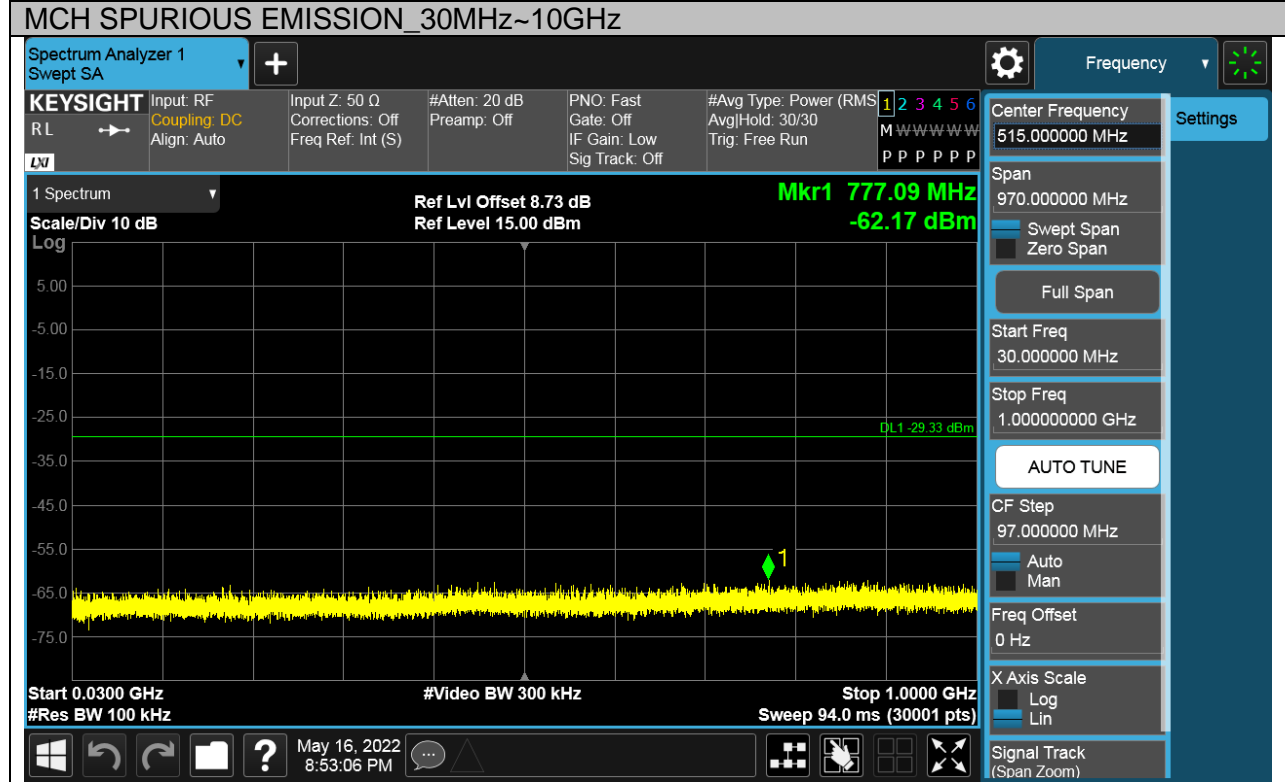 MCH SPURIOUS EMISSION_30MHz~10GHz
Spectrum Analyzer 1
Swept SA
+
Frequency
KEYSIGHT
RL
LXI
Input: RF
Coupling: DC
Align: Auto
Input Z: 50 Ω
Corrections: Off
Freq Ref: Int (S)
#Atten: 20 dB
Preamp: Off
PNO: Fast
Gate: Off
IF Gain: Low
Sig Track: Off
#Avg Type: Power (RMS
Avg|Hold: 30/30
Trig: Free Run
1 2 3 4 5 6
M W W W W W
P P P P P P
1 Spectrum
Scale/Div 10 dB
Ref Lvl Offset 8.73 dB
Ref Level 15.00 dBm
Mkr1 777.09 MHz
-62.17 dBm
Log
5.00
-5.00
-15.0
-25.0
DL1 -29.33 dBm
-35.0
-45.0
-55.0
1
-65.0
-75.0
Start 0.0300 GHz
#Video BW 300 kHz
Stop 1.0000 GHz
#Res BW 100 kHz
Sweep 94.0 ms (30001 pts)
Center Frequency
515.000000 MHz
Settings
Span
970.000000 MHz
Swept Span
Zero Span
Full Span
Start Freq
30.000000 MHz
Stop Freq
1.000000000 GHz
AUTO TUNE
CF Step
97.000000 MHz
Auto
Man
Freq Offset
0 Hz
X Axis Scale
Log
Lin
Signal Track
(Span Zoom)
?
May 16, 2022
8:53:06 PM